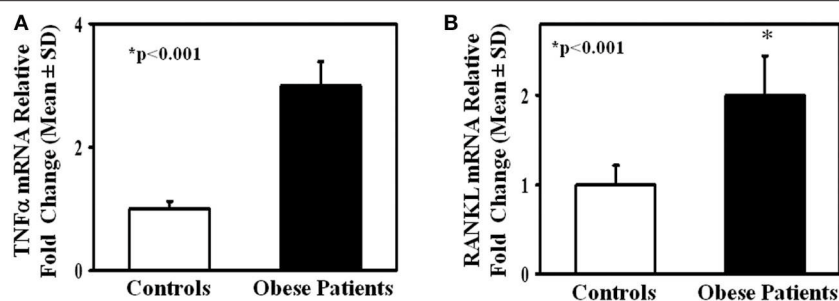 A
TNFα mRNA Relative
Fold Change (Mean ± SD)
4
2
0
*p<0.001
Controls
Obese Patients
B
RANKL mRNA Relative
Fold Change (Mean ± SD)
2
1
0
*p<0.001
*
Controls
Obese Patients